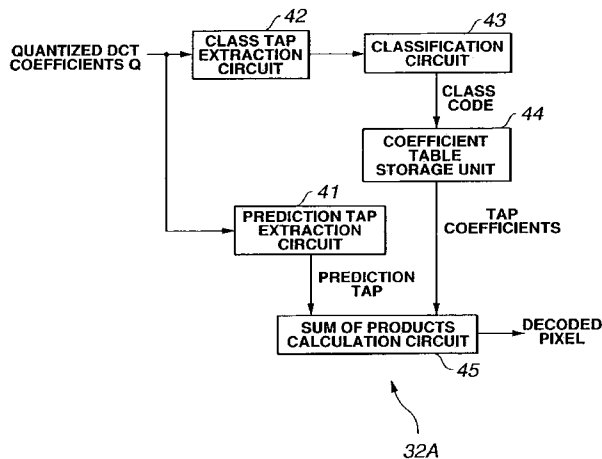 42
QUANTIZED DCT
COEFFICIENTS Q
CLASS TAP
EXTRACTION
CIRCUIT
43
CLASSIFICATION
CIRCUIT
CLASS
CODE
44
COEFFICIENT
TABLE
STORAGE UNIT
41
PREDICTION TAP
EXTRACTION
CIRCUIT
TAP
COEFFICIENTS
PREDICTION
TAP
SUM OF PRODUCTS
CALCULATION CIRCUIT
DECODED
PIXEL
45
32A